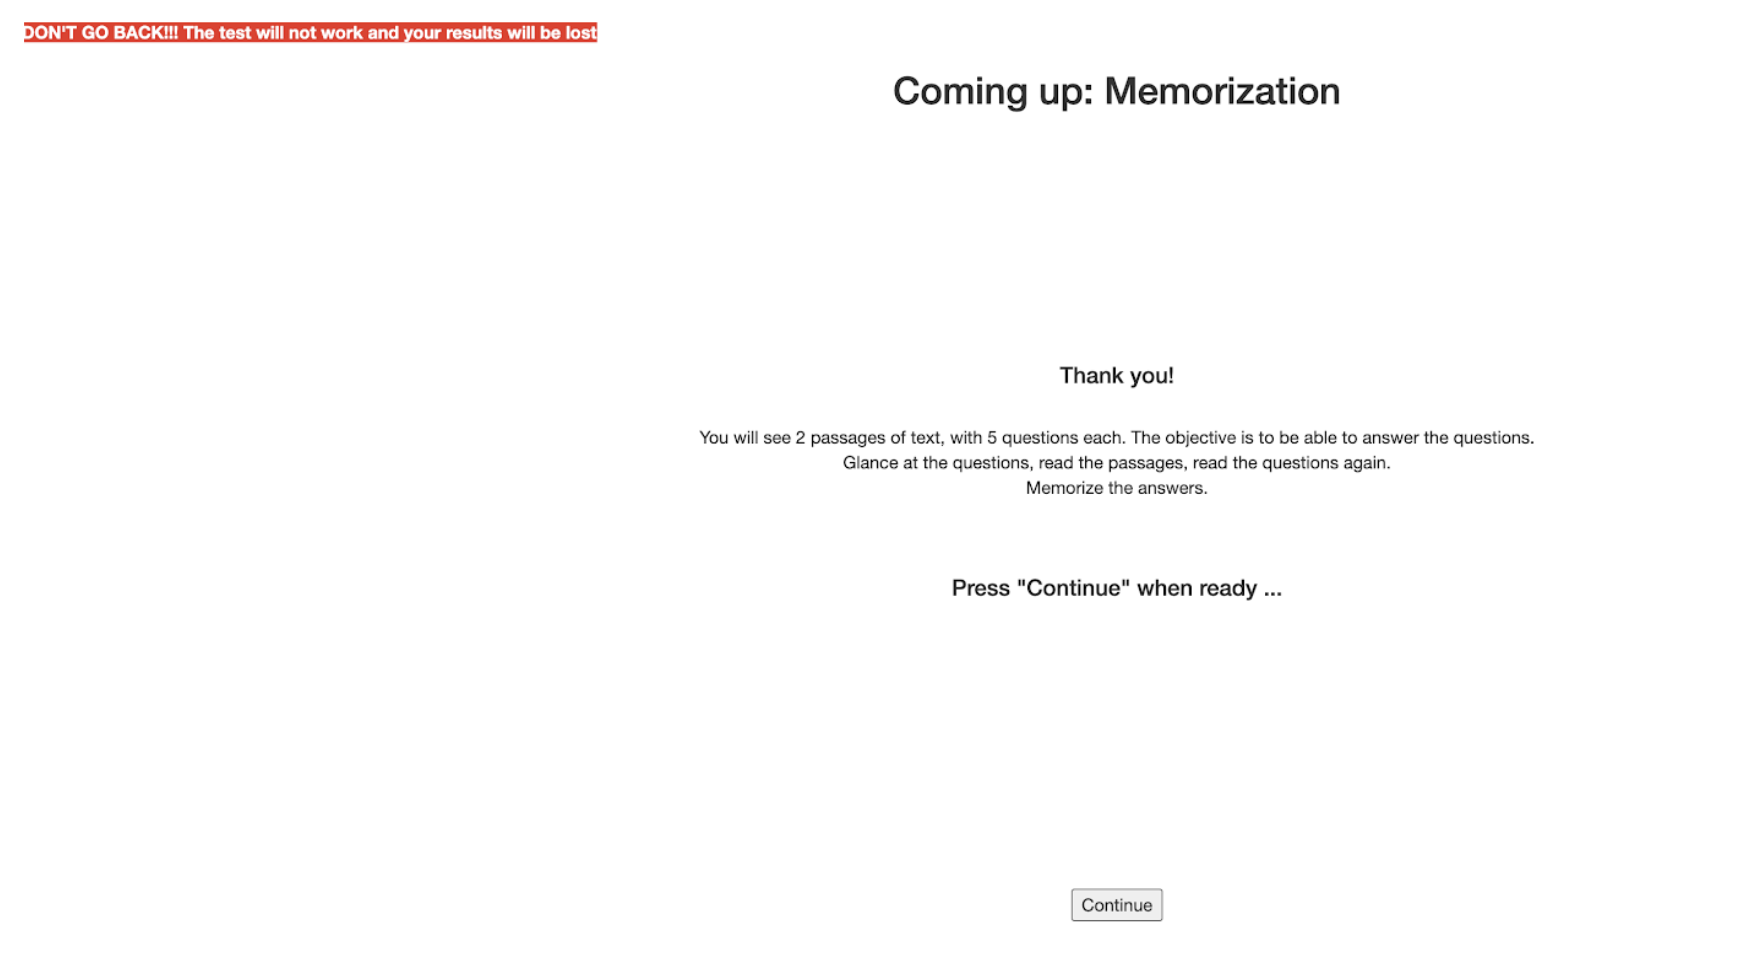 DON'T GO BACK!!! The test will not work and your results will be lost
Coming up: Memorization
Thank you!
You will see 2 passages of text, with 5 questions each. The objective is to be able to answer the questions.
Glance at the questions, read the passages, read the questions again.
Memorize the answers.
Press "Continue" when ready ...
Continue